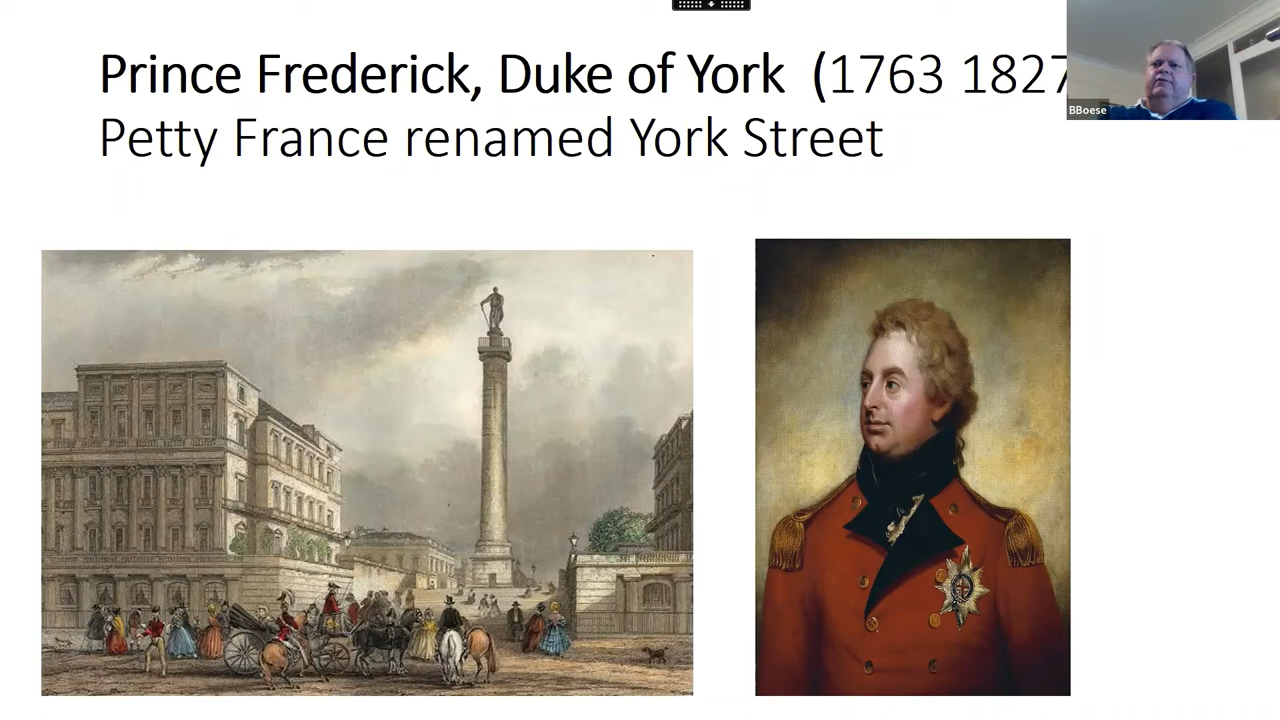 Prince Frederick, Duke of York (1763 1827
Petty France renamed York Street
BBoese